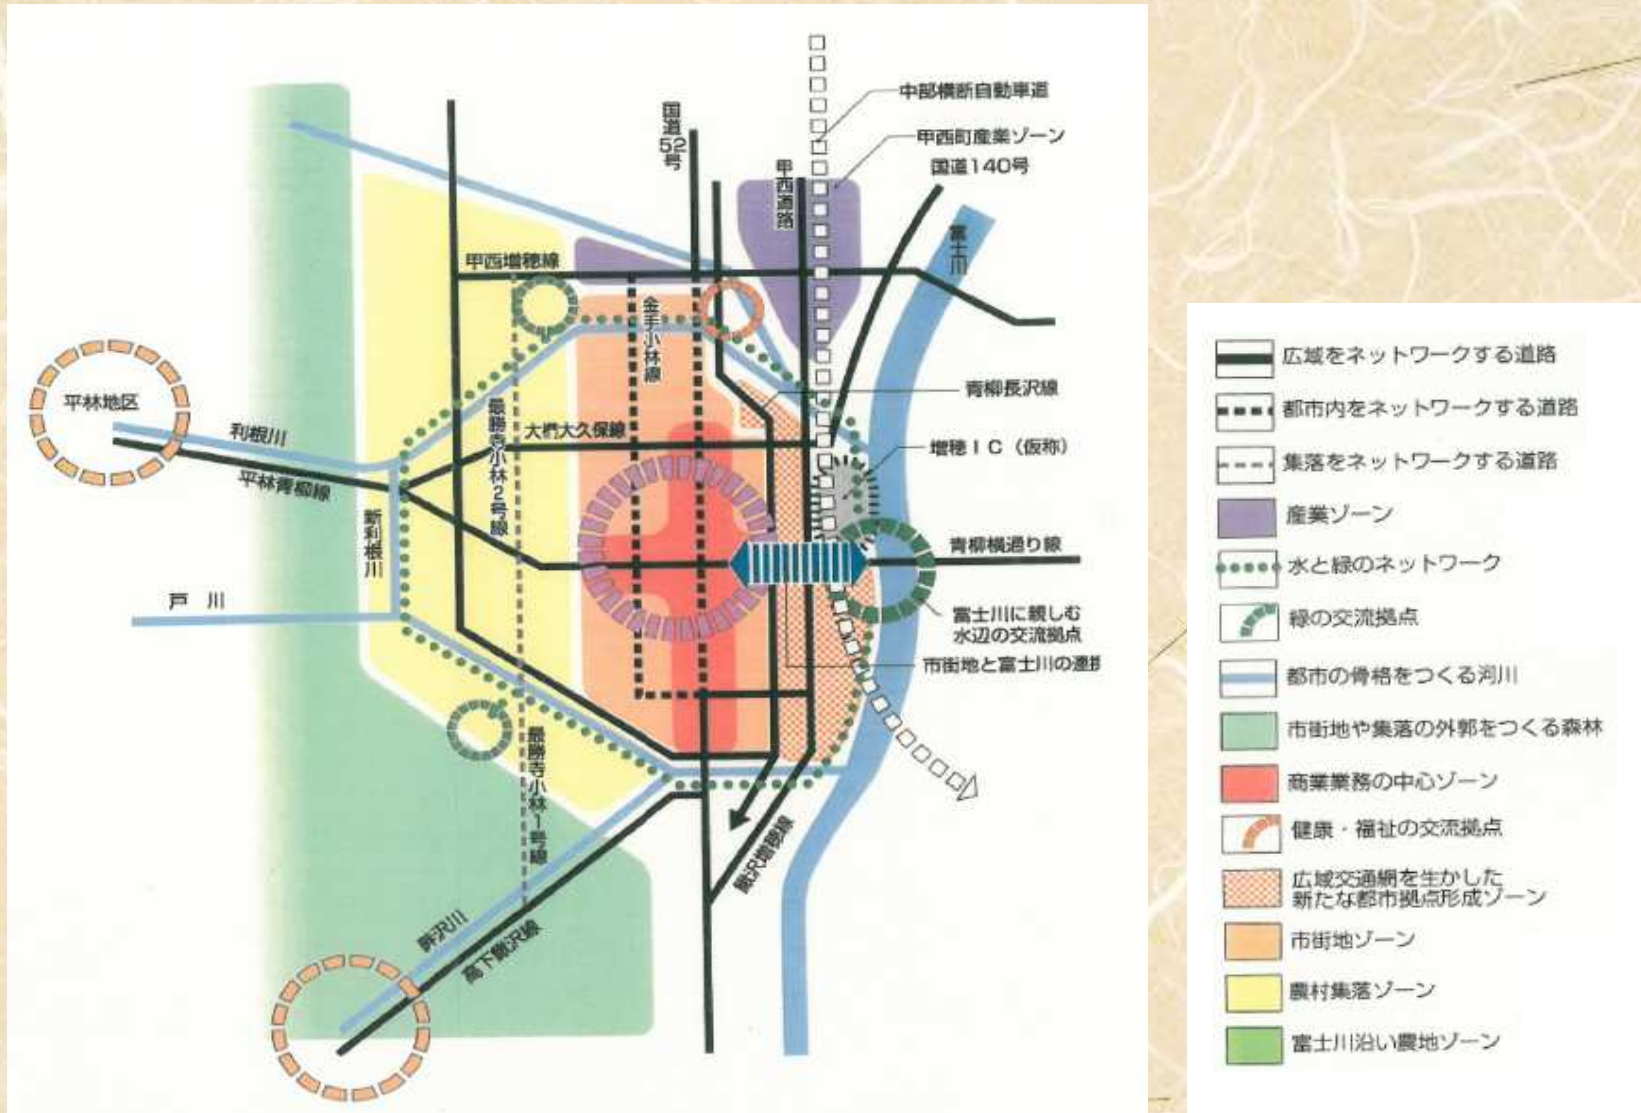 中部横断自動車道
甲西町産業ゾーン
国道140号
国道52号
甲西道路
富士川
甲西増穂線
金手小林線
平林地区
青柳長沢線
最勝寺小林2号線
大椚大久保線
利根川
増穂IC（仮称）
平林青柳線
新利根川
青柳横通り線
戸川
富士川に親しむ
水辺の交流拠点
市街地と富士川の連携
最勝寺小林1号線
鰍沢増穂線
畔沢川
高下鰍沢線
広域をネットワークする道路
都市内をネットワークする道路
集落をネットワークする道路
産業ゾーン
水と緑のネットワーク
緑の交流拠点
都市の骨格をつくる河川
市街地や集落の外郭をつくる森林
商業業務の中心ゾーン
健康・福祉の交流拠点
広域交通網を生かした
新たな都市拠点形成ゾーン
市街地ゾーン
農村集落ゾーン
富士川沿い農地ゾーン